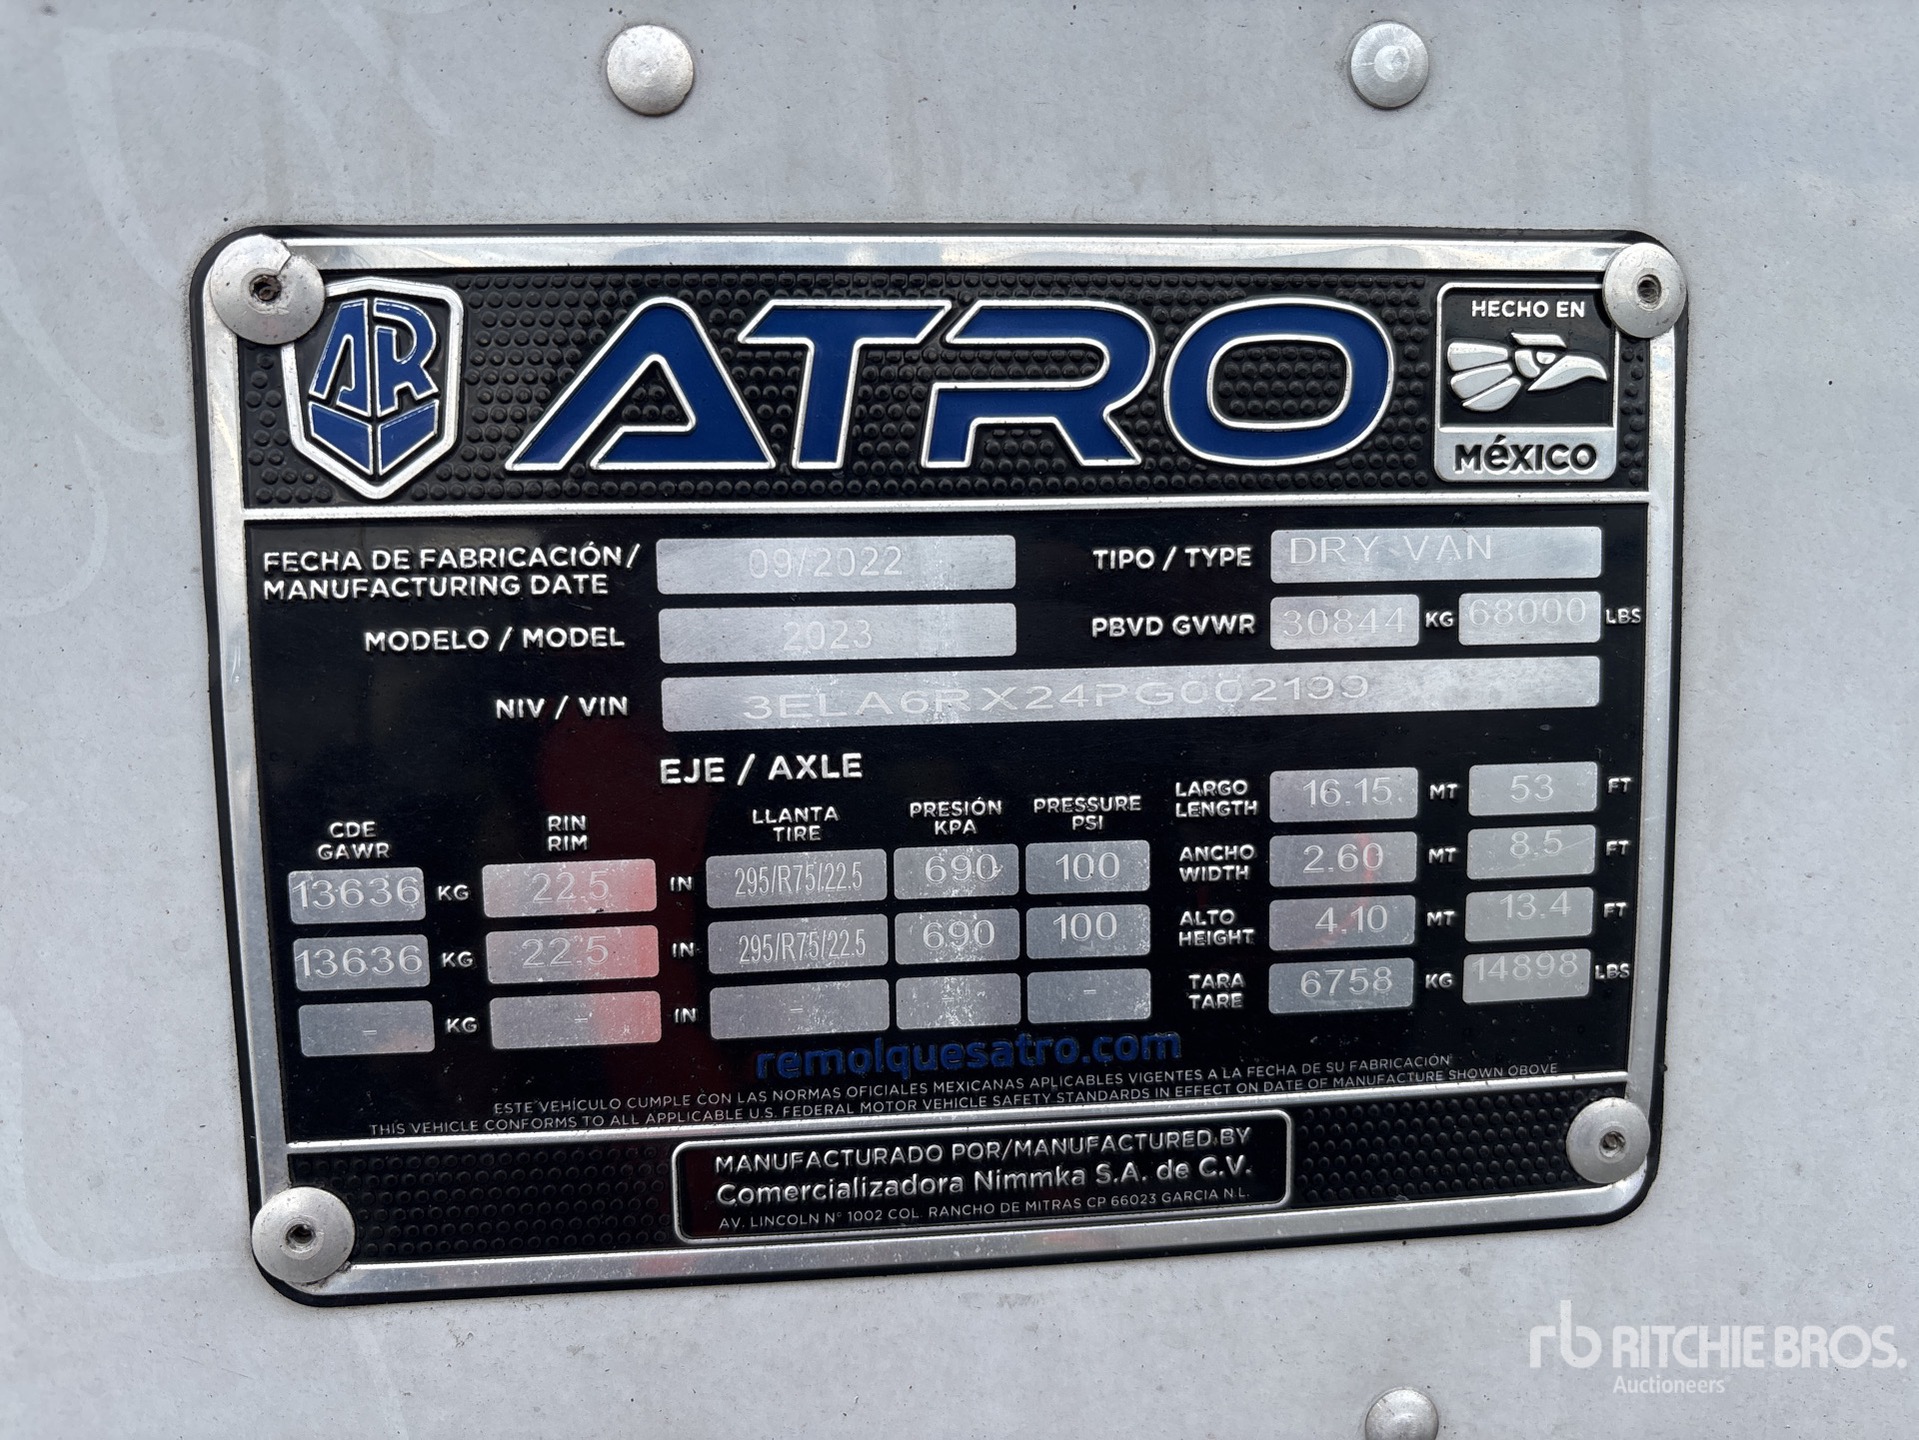 AR ATRO HECHO EN
MéXICO
FECHA DE FABRICACIÓN/
MANUFACTURING DATE 09/2022 TIPO / TYPE DRY VAN
MODELO / MODEL 2023 PBVD GVWR 30844 KG 68000 LBS
NIV / VIN 3ELA6RX24PG002199
EJE / AXLE
CDE
GAWR
RIN
RIM
LLANTA
TIRE
PRESIÓN
KPA
PRESSURE
PSI
13636 KG 22.5 IN 295/R75/22.5 690 100
13636 KG 22.5 IN 295/R75/22.5 690 100
- KG - IN - - -
LARGO
LENGTH 16.15 MT 53 FT
ANCHO
WIDTH 2.60 MT 8.5 FT
ALTO
HEIGHT 4.10 MT 13.4 FT
TARA
TARE 6758 KG 14898 LBS
remolquesatro.com
ESTE VEHÍCULO CUMPLE CON LAS NORMAS OFICIALES MEXICANAS APLICABLES VIGENTES A LA FECHA DE SU FABRICACIÓN
THIS VEHICLE CONFORMS TO ALL APPLICABLE U.S. FEDERAL MOTOR VEHICLE SAFETY STANDARDS IN EFFECT ON DATE OF MANUFACTURE SHOWN OBOVE
MANUFACTURADO POR/MANUFACTURED BY
Comercializadora Nimmka S.A. de C.V.
AV. LINCOLN N° 1002 COL. RANCHO DE MITRAS CP 66023 GARCIA N.L.
rb RITCHIE BROS.
Auctioneers